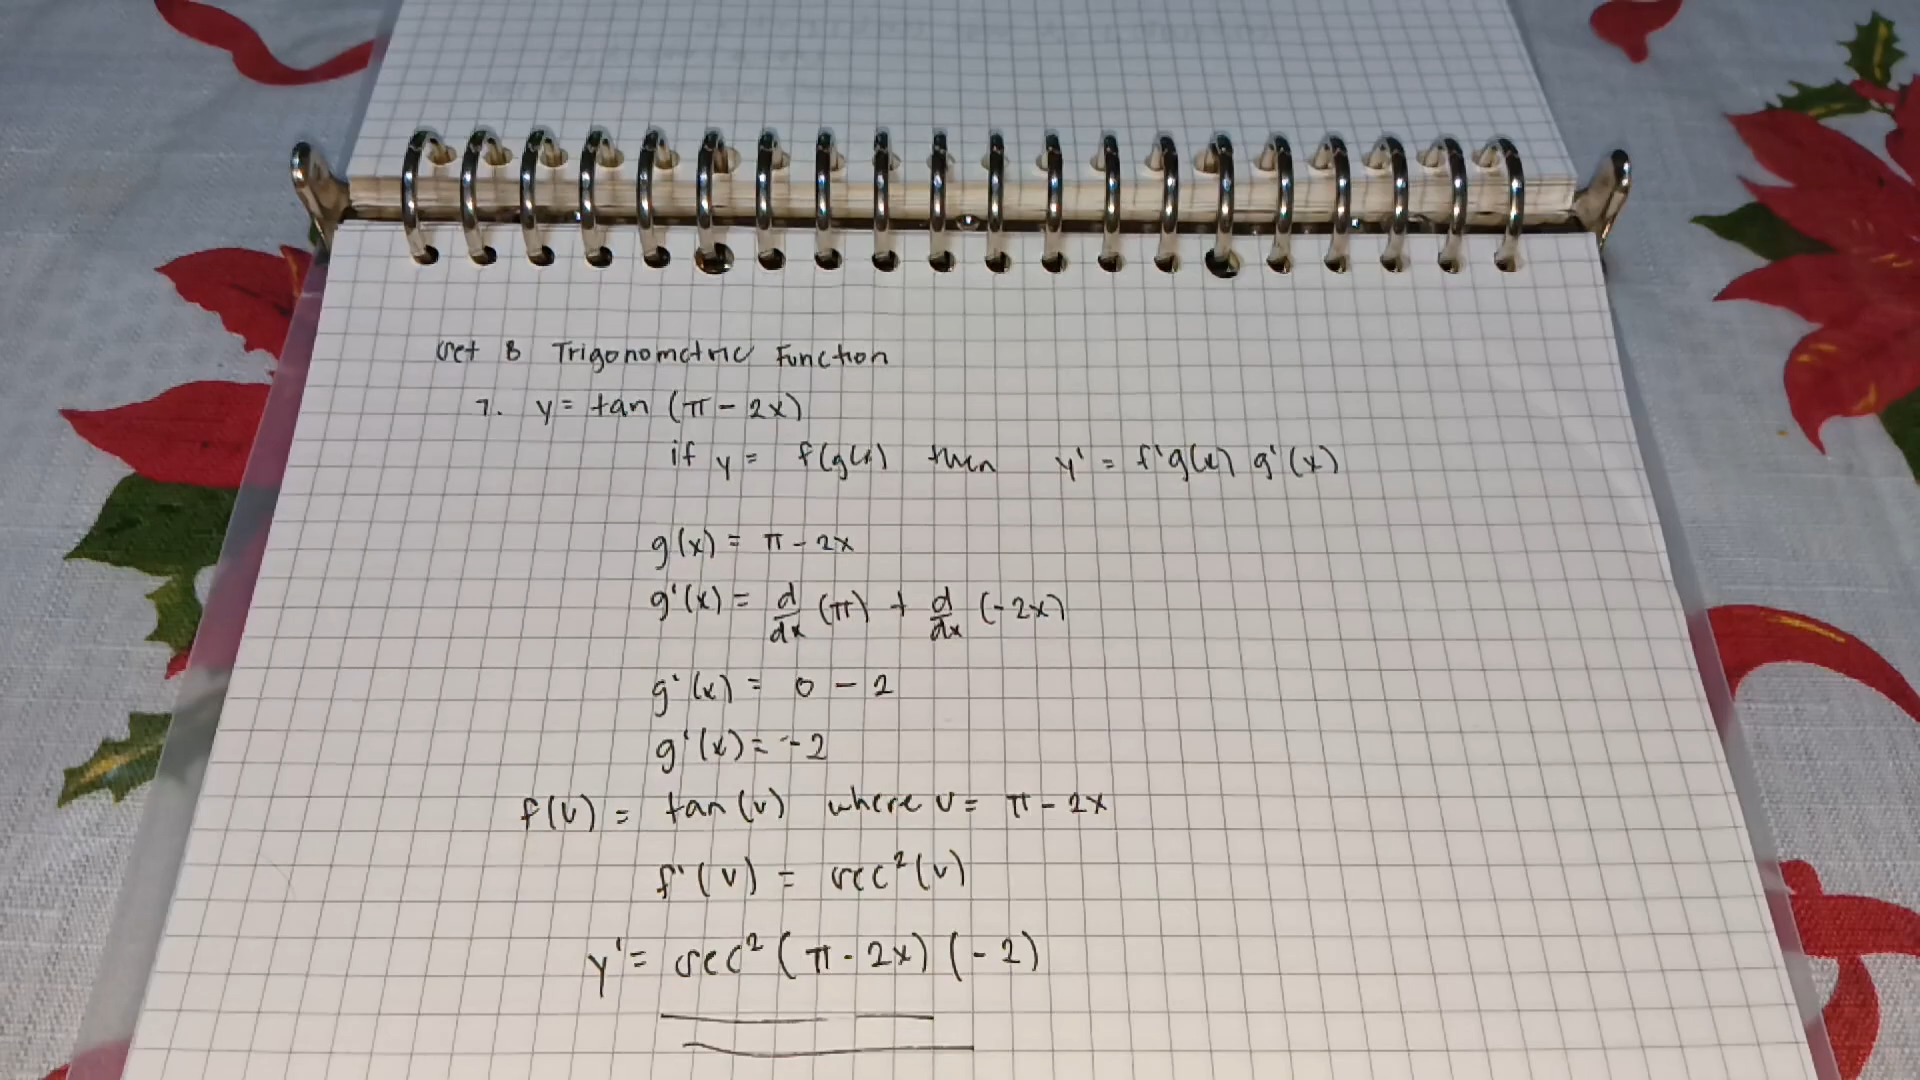 Set B Trigonometric Function
7. y = tan (π - 2x)
if y = f(g(x) then y' = f'g(x) g'(x)
g(x) = π - 2x
g'(x) = d/dx (π) + d/dx (-2x)
g'(x) = 0 - 2
g'(x) = -2
f(v) = tan(v) where v = π - 2x
f'(v) = sec²(v)
y' = sec² (π - 2x) (-2)